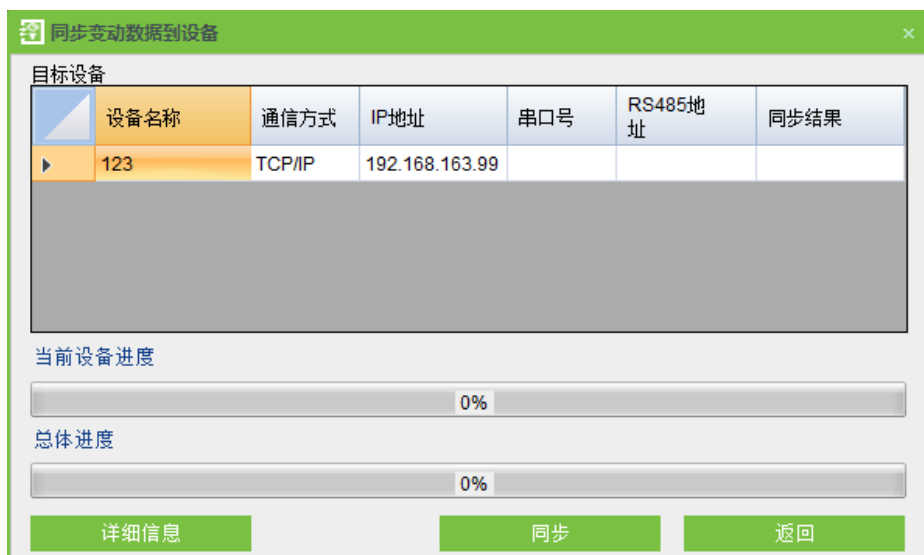 同步变动数据到设备
目标设备
设备名称 通信方式 IP地址 串口号 RS485地
址 同步结果
123 TCP/IP 192.168.163.99
当前设备进度
0%
总体进度
0%
详细信息 同步 返回